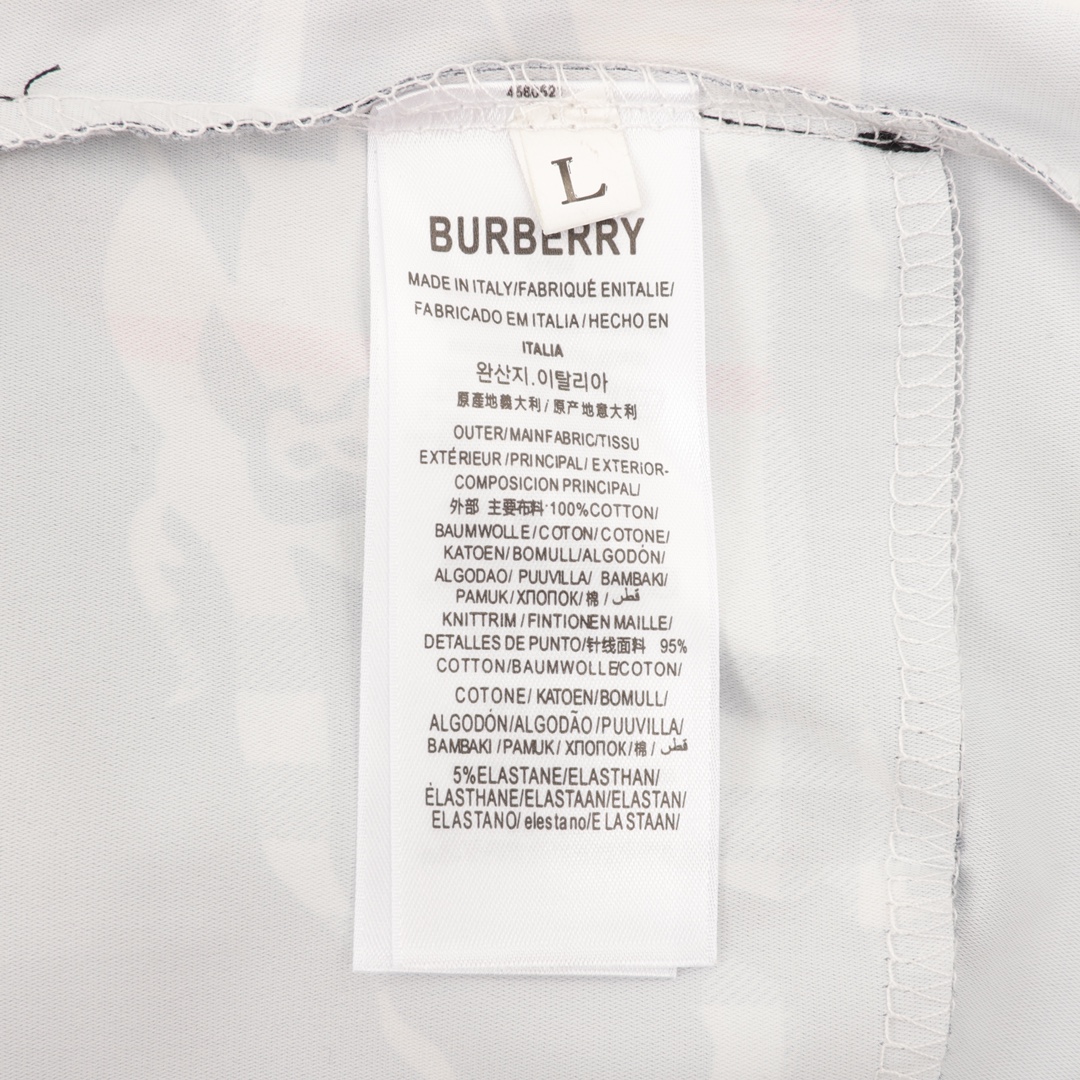 458052
L
BURBERRY
MADE IN ITALY/FABRIQUÉ ENITALIE/
FABRICADO EM ITALIA/HECHO EN
ITALIA
완산지.이탈리아
原產地義大利/原产地意大利
OUTER/MAINFABRIC/TISSU
EXTÉRIEUR/PRINCIPAL/EXTERIOR-
COMPOSICION PRINCIPAL/
外部 主要布料·100%COTTON/
BAUMWOLLE/COTON/COTONE/
KATOEN/BOMULL/ALGODÓN/
ALGODAO/ PUUVILLA/ BAMBAKI/
PAMUK/ХЛОПОК/棉/قطن
KNITTRIM/FINTIONEN MAILLE/
DETALLES DE PUNTO/针线面料 95%
COTTON/BAUMWOLLE/COTON/
COTONE/ KATOEN/BOMULL/
ALGODÓN/ALGODÃO/PUUVILLA/
BAMBAKI/PAMUK/ХЛОПОК/棉/قطن
5%ELASTANE/ELASTHAN/
ÉLASTHANE/ELASTAAN/ELASTAN/
ELASTANO/ elestano/E LA STAAN/